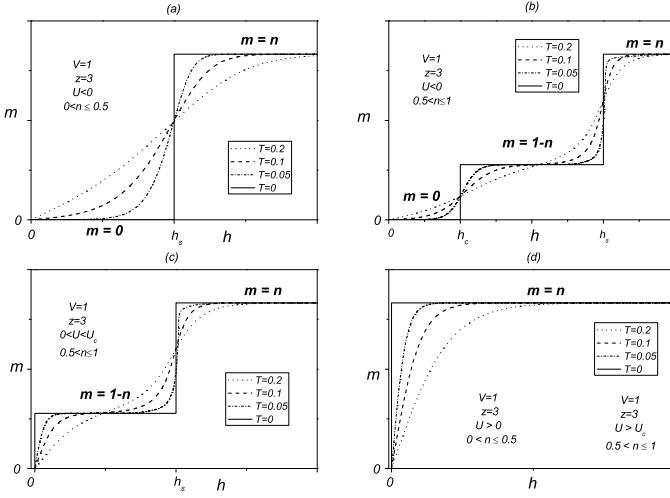 (a)
m = n
V=1
z=3
U<0
0<n ≤ 0.5
m
T=0.2
T=0.1
T=0.05
T=0
0
m = 0
0
h_s
h
(b)
m = n
V=1
z=3
U<0
0.5<n≤1
T=0.2
T=0.1
T=0.05
T=0
m
m = 1-n
m = 0
0
0
h_c
h
h_s
(c)
m = n
V=1
z=3
0<U<U_c
0.5<n≤1
m
m = 1-n
T=0.2
T=0.1
T=0.05
T=0
0
0
h_s
h
(d)
m = n
T=0.2
T=0.1
T=0.05
T=0
m
V=1
z=3
U > 0
0 < n ≤ 0.5
V=1
z=3
U > U_c
0.5 < n ≤ 1
0
0
h